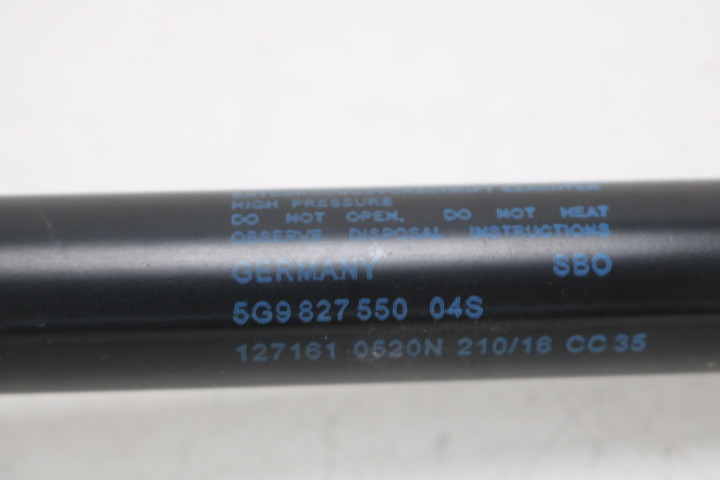 HIGH PRESSURE
DO NOT OPEN. DO NOT HEAT
OBSERVE DISPOSAL INSTRUCTIONS
GERMANY SBO
5G9 827 550 04S
127161 0520N 210/16 CC 35